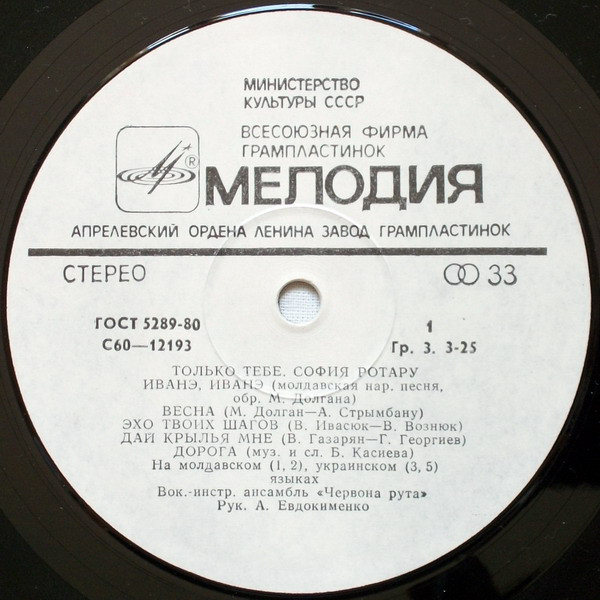 МИНИСТЕРСТВО
КУЛЬТУРЫ СССР
ВСЕСОЮЗНАЯ ФИРМА
ГРАМПЛАСТИНОК
® МЕЛОДИЯ
АПРЕЛЕВСКИЙ ОРДЕНА ЛЕНИНА ЗАВОД ГРАМПЛАСТИНОК
СТЕРЕО 33
ГОСТ 5289-80 1
С60—12193 Гр. 3. 3-25
ТОЛЬКО ТЕБЕ. СОФИЯ РОТАРУ
ИВАНЭ, ИВАНЭ (молдавская нар. песня,
обр. М. Долгана)
ВЕСНА (М. Долган—А. Стрымбану)
ЭХО ТВОИХ ШАГОВ (В. Ивасюк—В. Вознюк)
ДАЙ КРЫЛЬЯ МНЕ (В. Газарян—Г. Георгиев)
ДОРОГА (муз. и сл. Б. Касиева)
На молдавском (1, 2), украинском (3, 5)
языках
Вок.-инстр. ансамбль «Червона рута»
Рук. А. Евдокименко